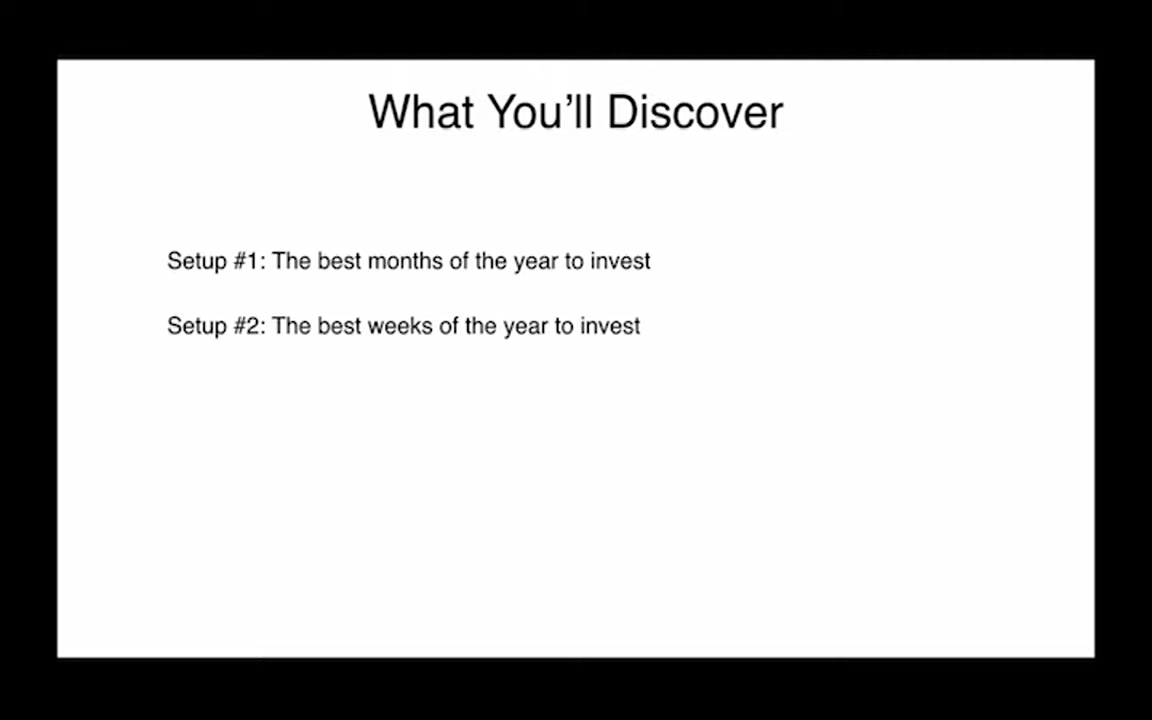 What You’ll Discover
Setup #1: The best months of the year to invest
Setup #2: The best weeks of the year to invest